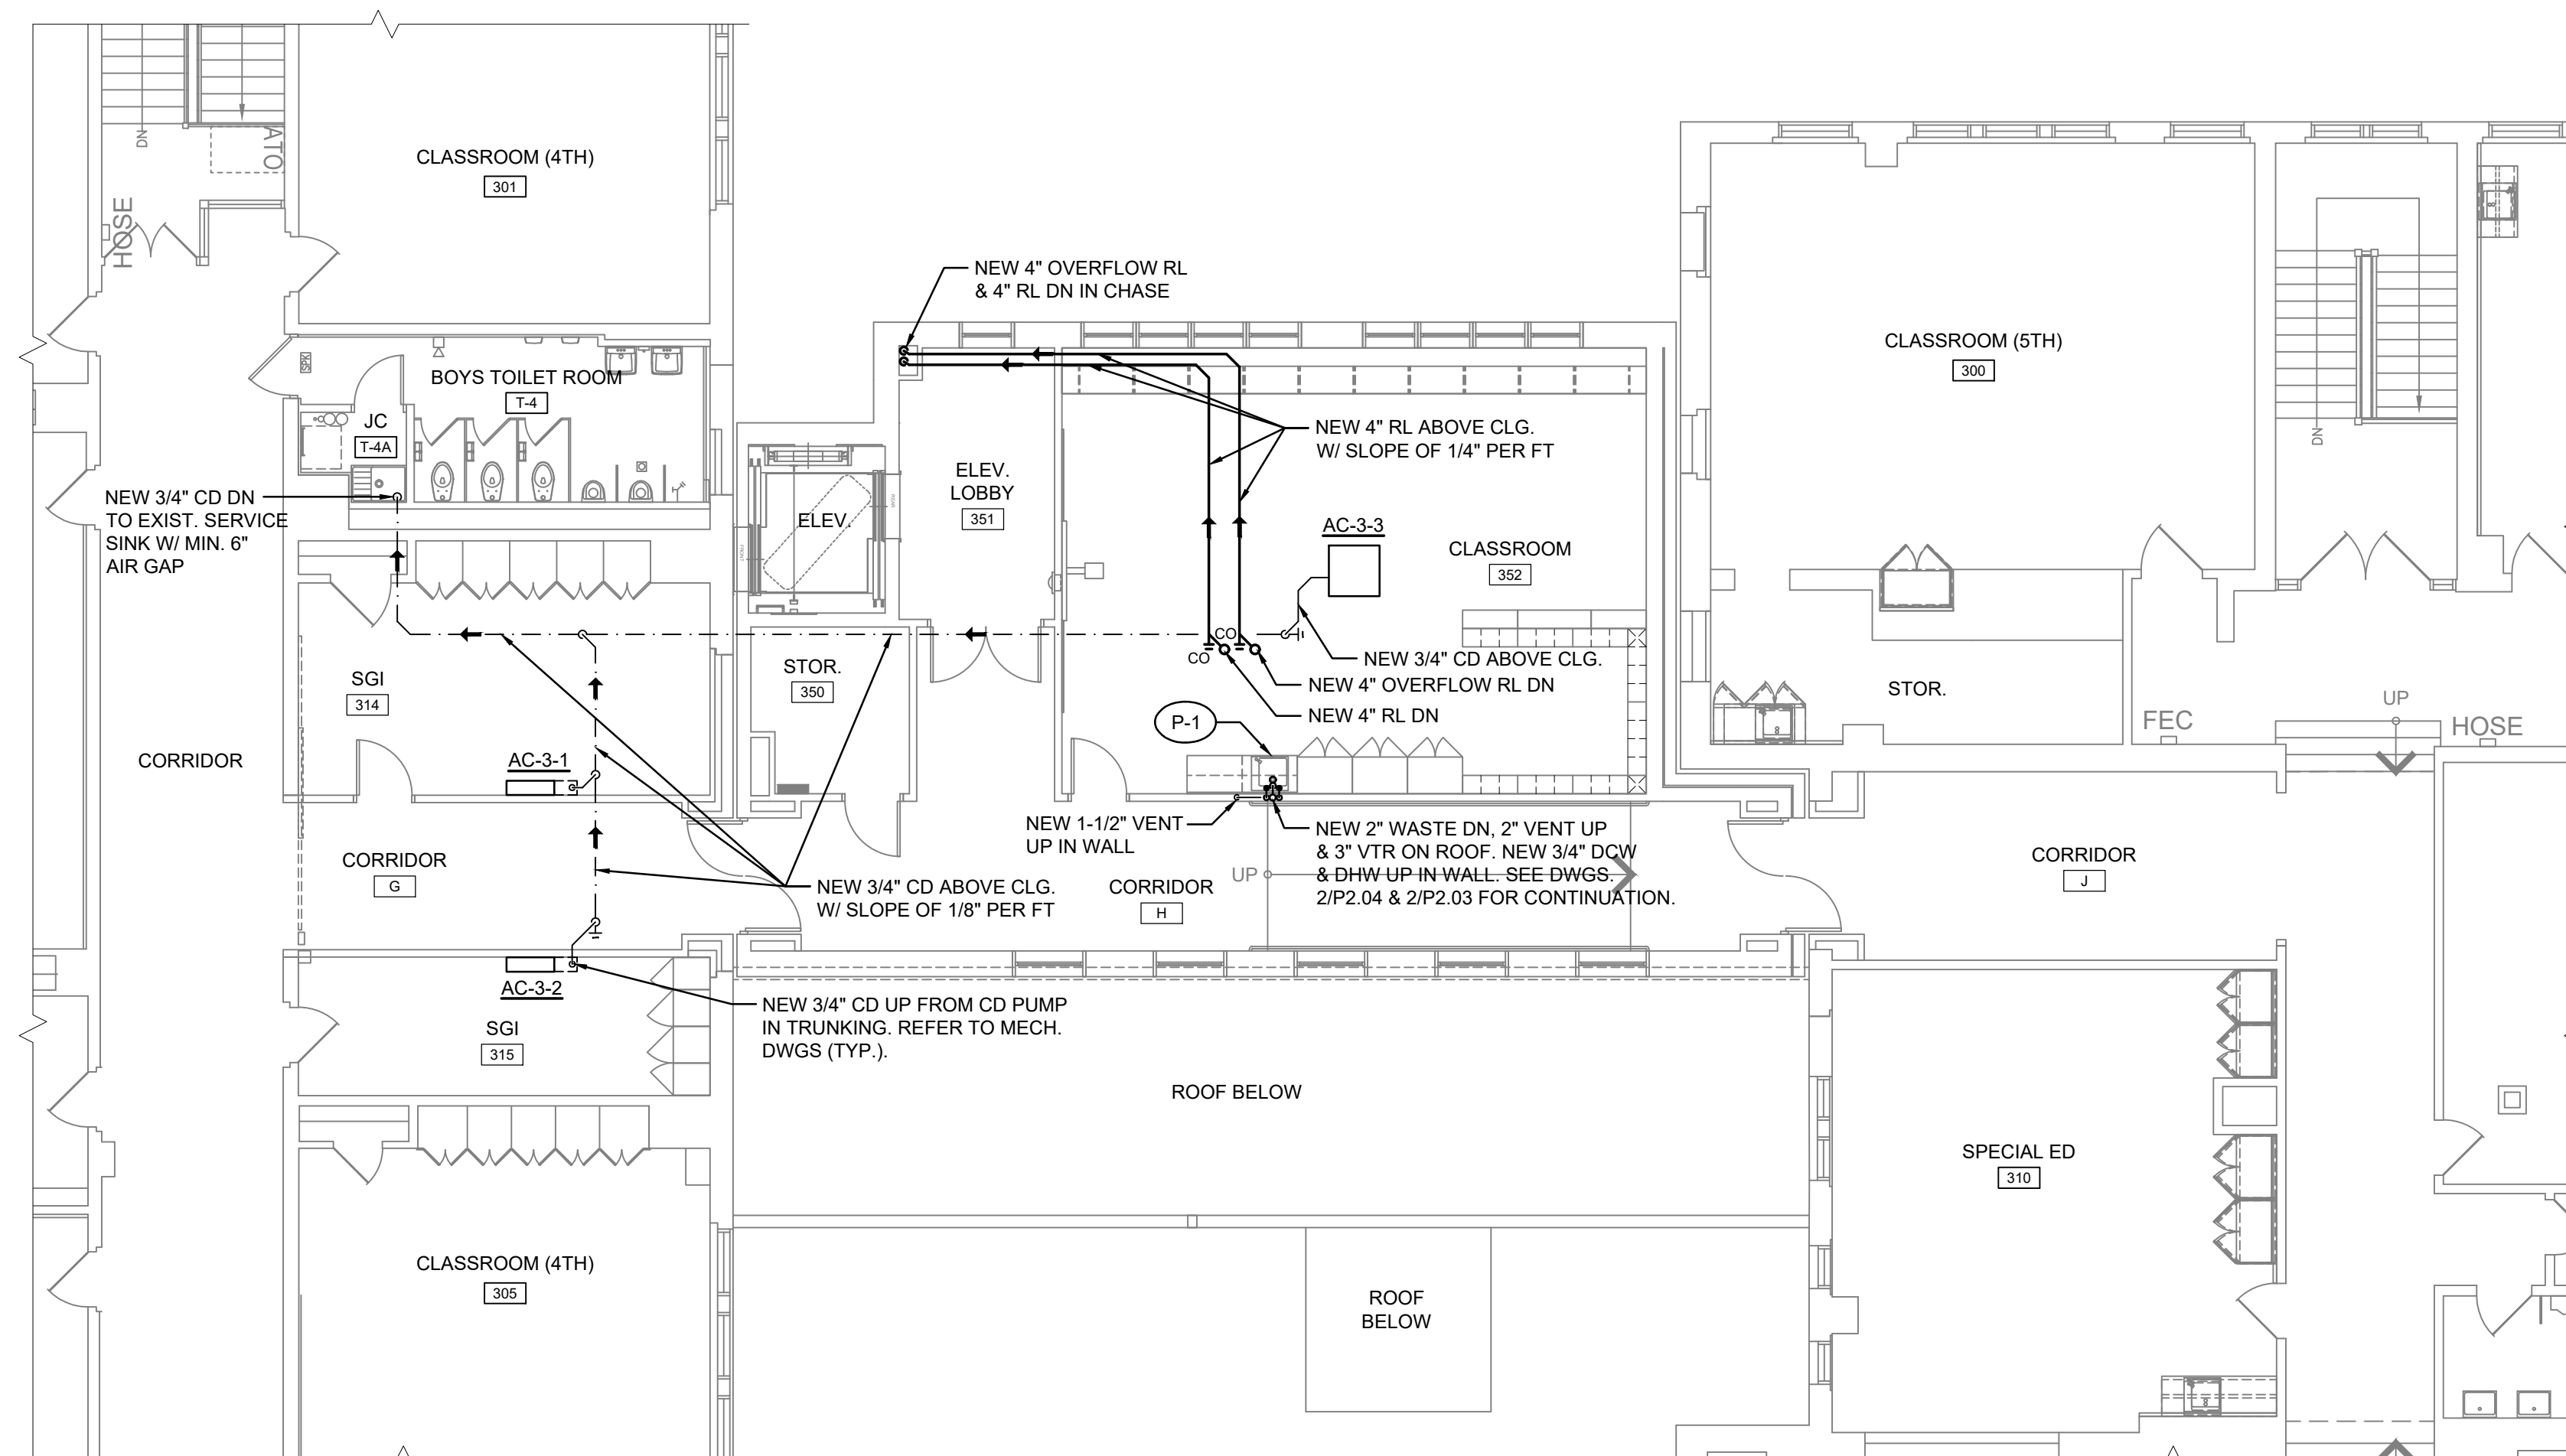 DN
ATO
HOSE
CLASSROOM (4TH)
301
NEW 4" OVERFLOW RL
& 4" RL DN IN CHASE
CLASSROOM (5TH)
300
DN
SPK
BOYS TOILET ROOM
T-4
JC
T-4A
NEW 3/4" CD DN
TO EXIST. SERVICE
SINK W/ MIN. 6"
AIR GAP
ELEV.
REAR
FRONT
ELEV.
LOBBY
351
NEW 4" RL ABOVE CLG.
W/ SLOPE OF 1/4" PER FT
AC-3-3
CLASSROOM
352
CO
CO
NEW 3/4" CD ABOVE CLG.
NEW 4" OVERFLOW RL DN
NEW 4" RL DN
P-1
SGI
314
STOR.
350
STOR.
FEC
UP
HOSE
CORRIDOR
AC-3-1
CORRIDOR
G
NEW 1-1/2" VENT
UP IN WALL
NEW 2" WASTE DN, 2" VENT UP
& 3" VTR ON ROOF. NEW 3/4" DCW
& DHW UP IN WALL. SEE DWGS.
2/P2.04 & 2/P2.03 FOR CONTINUATION.
UP
CORRIDOR
H
CORRIDOR
J
NEW 3/4" CD ABOVE CLG.
W/ SLOPE OF 1/8" PER FT
AC-3-2
SGI
315
NEW 3/4" CD UP FROM CD PUMP
IN TRUNKING. REFER TO MECH.
DWGS (TYP.).
ROOF BELOW
SPECIAL ED
310
CLASSROOM (4TH)
305
ROOF
BELOW